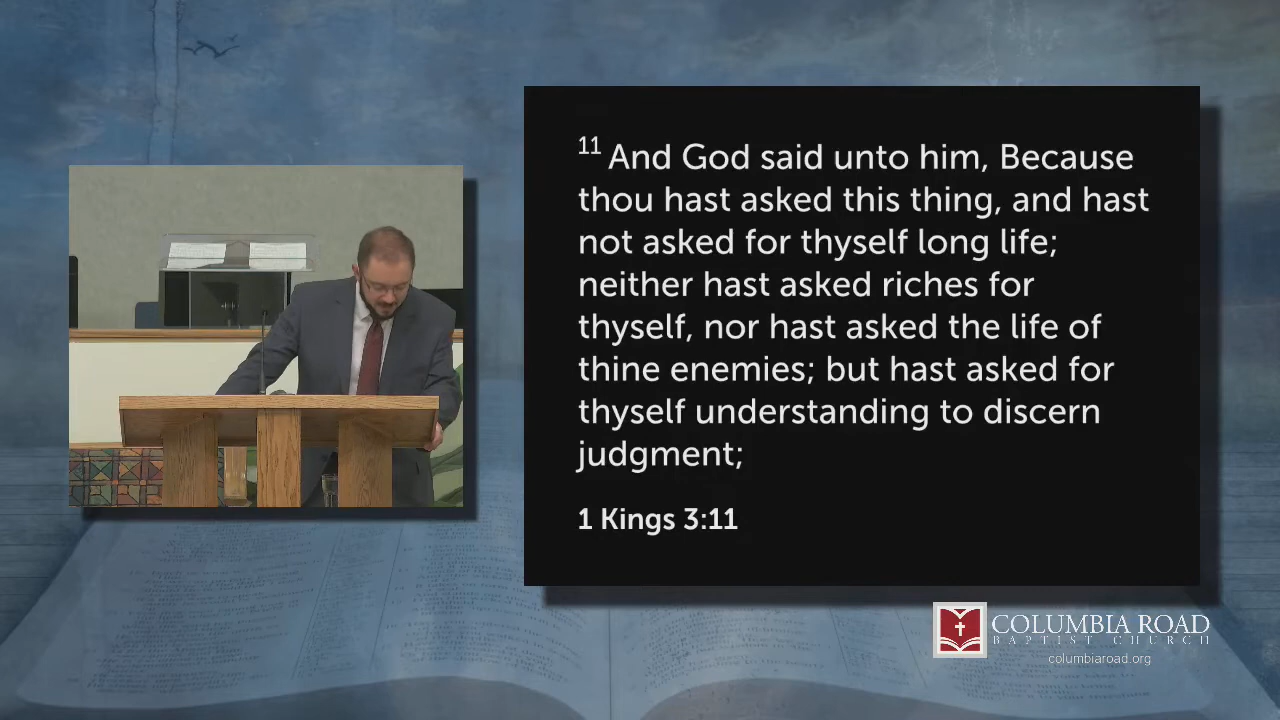 11 And God said unto him, Because
thou hast asked this thing, and hast
not asked for thyself long life;
neither hast asked riches for
thyself, nor hast asked the life of
thine enemies; but hast asked for
thyself understanding to discern
judgment;
1 Kings 3:11
COLUMBIA ROAD
BAPTIST CHURCH
columbiaroad.org